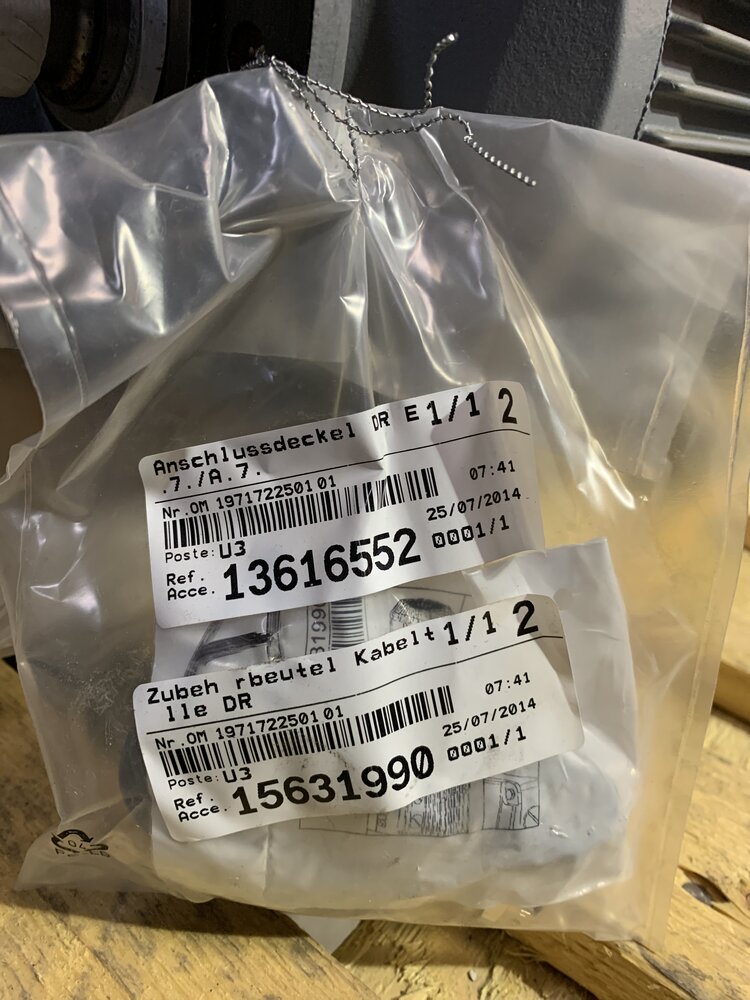 Anschlussdeckel DR E 1/1 2
.7./A.7.
07:41
Nr.OM 1971722501 01
25/07/2014
Poste: U3
0001/1
Ref. Acce. 13616552
31990
Zubeh rbeutel Kabelt 1/1 2
lle DR
07:41
Nr.OM 1971722501 01
25/07/2014
Poste: U3
0001/1
Ref. Acce. 15631990